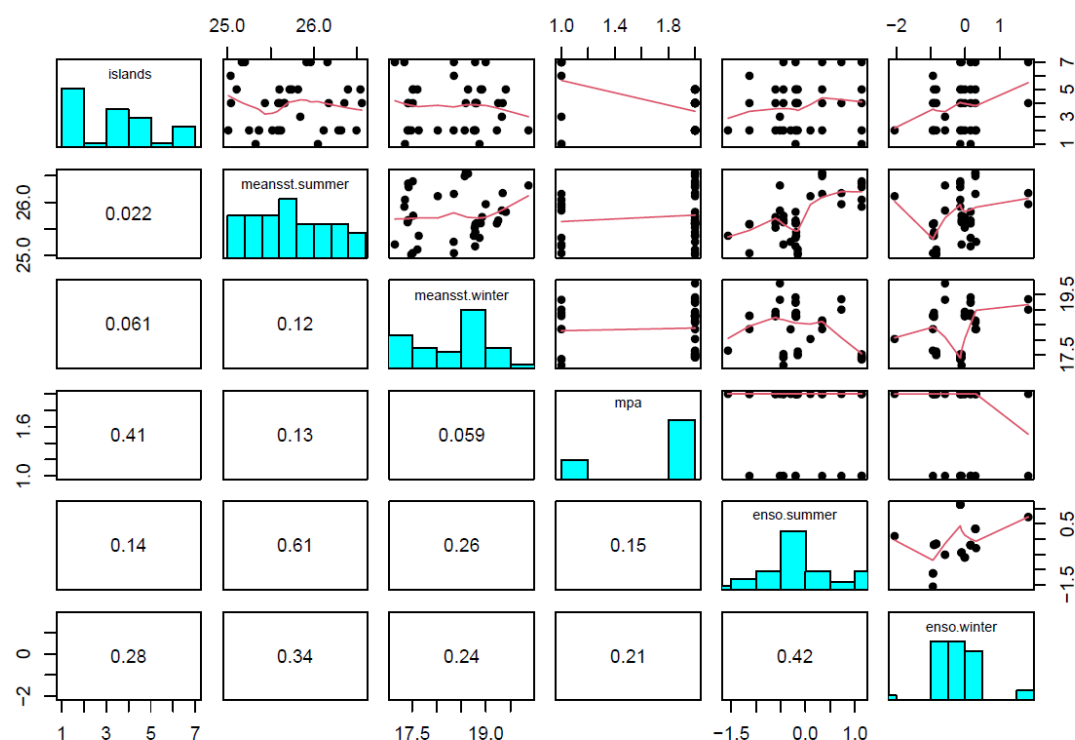 25.0 26.0 1.0 1.4 1.8 −2 0 1
islands
1 2 3 5 7
meansst.summer
25.0 26.0
0.022
meansst.winter
17.5 19.5
0.061 0.12
mpa
1.0 1.6
0.41 0.13 0.059
enso.summer
−1.5 0.5
0.14 0.61 0.26 0.15
enso.winter
−2 0
0.28 0.34 0.24 0.21 0.42
1 3 5 7 17.5 19.0 −1.5 0.0 1.0